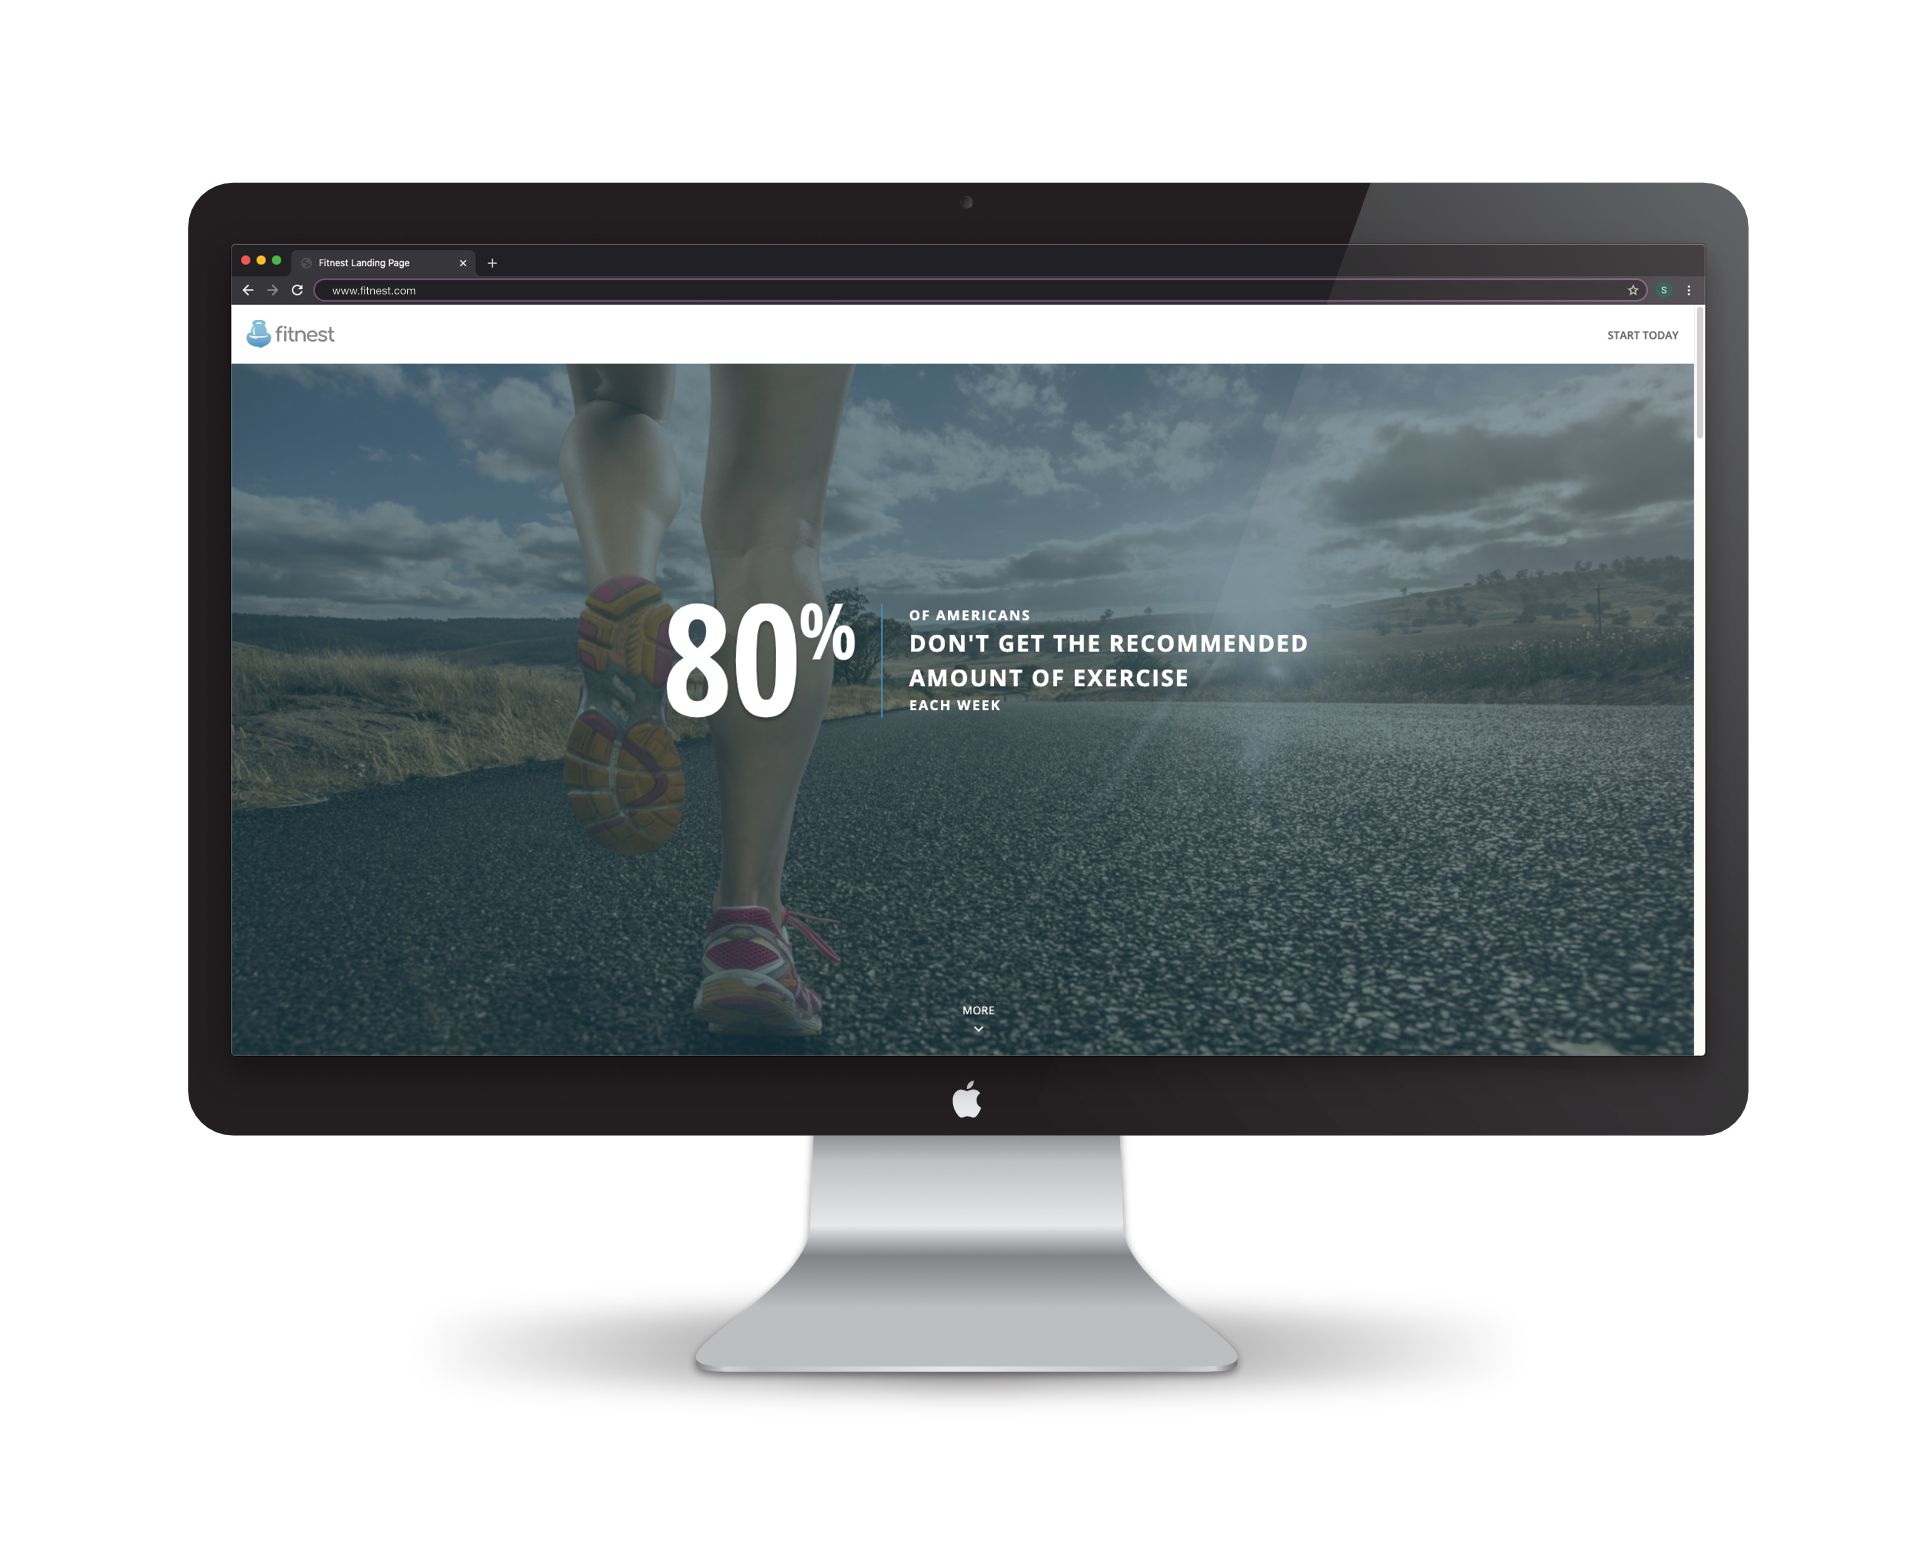 Fitnest Landing Page
www.fitnest.com
S
fitnest
START TODAY
80%
OF AMERICANS
DON'T GET THE RECOMMENDED
AMOUNT OF EXERCISE
EACH WEEK
MORE